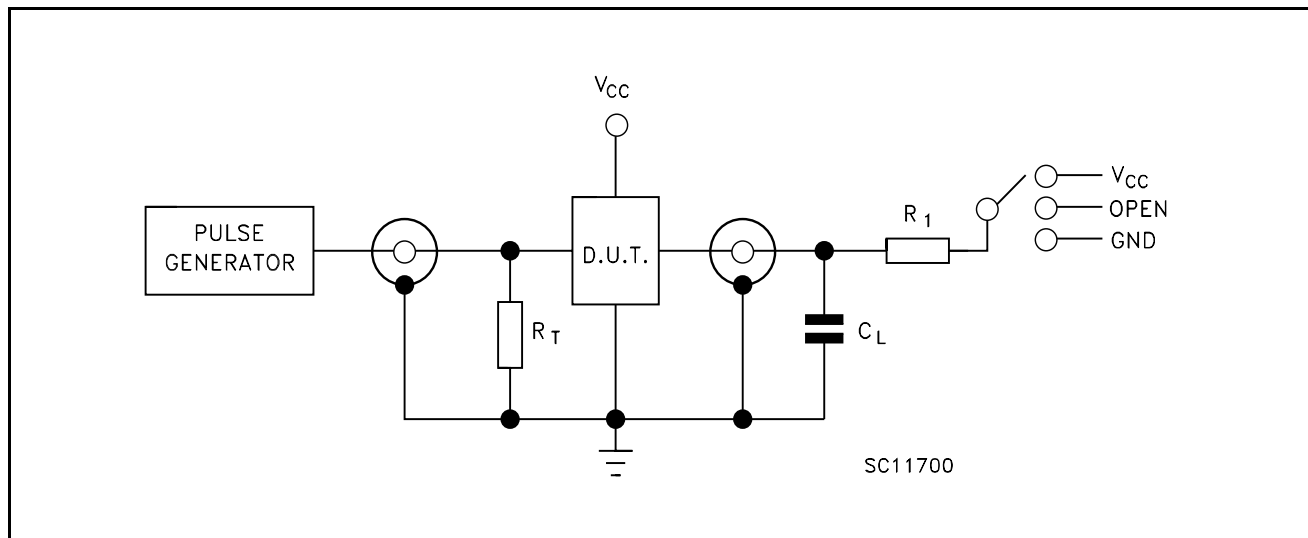 VCC
PULSE
GENERATOR
D.U.T.
RT
CL
R1
VCC
OPEN
GND
SC11700